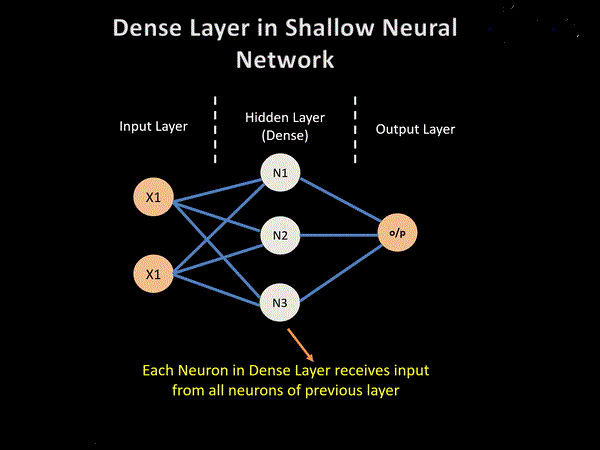 Dense Layer in Shallow Neural
Network
Input Layer
Hidden Layer
(Dense)
Output Layer
X1
N1
N2
o/p
X1
N3
Each Neuron in Dense Layer receives input
from all neurons of previous layer